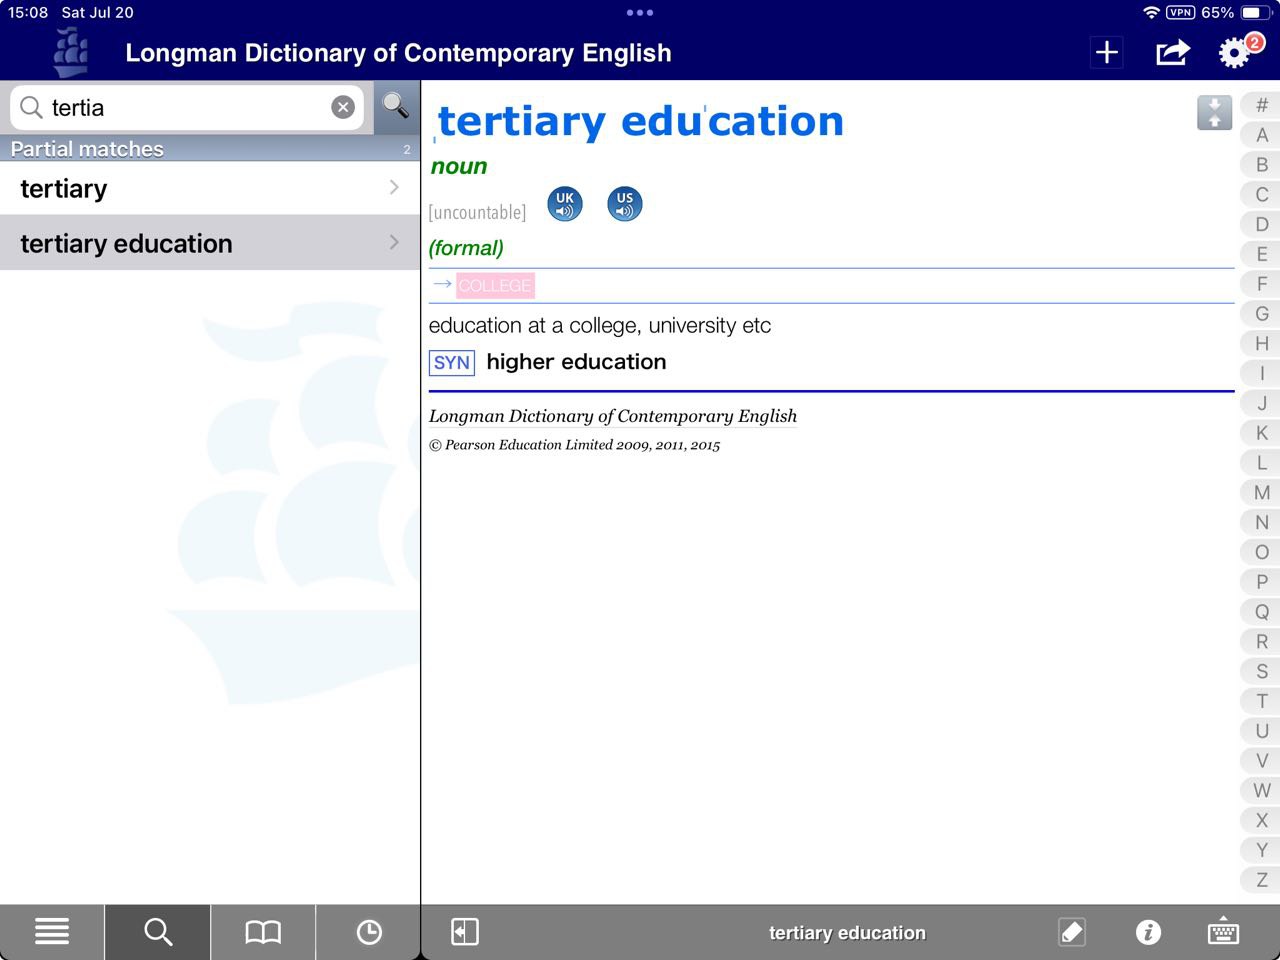 15:08 Sat Jul 20
VPN 65%
Longman Dictionary of Contemporary English
2
tertia
Partial matches 2
tertiary
tertiary education
ˌtertiary eduˈcation
noun
[uncountable] UK US
(formal)
→ COLLEGE
education at a college, university etc
SYN higher education
Longman Dictionary of Contemporary English
© Pearson Education Limited 2009, 2011, 2015
#
A
B
C
D
E
F
G
H
I
J
K
L
M
N
O
P
Q
R
S
T
U
V
W
X
Y
Z
tertiary education